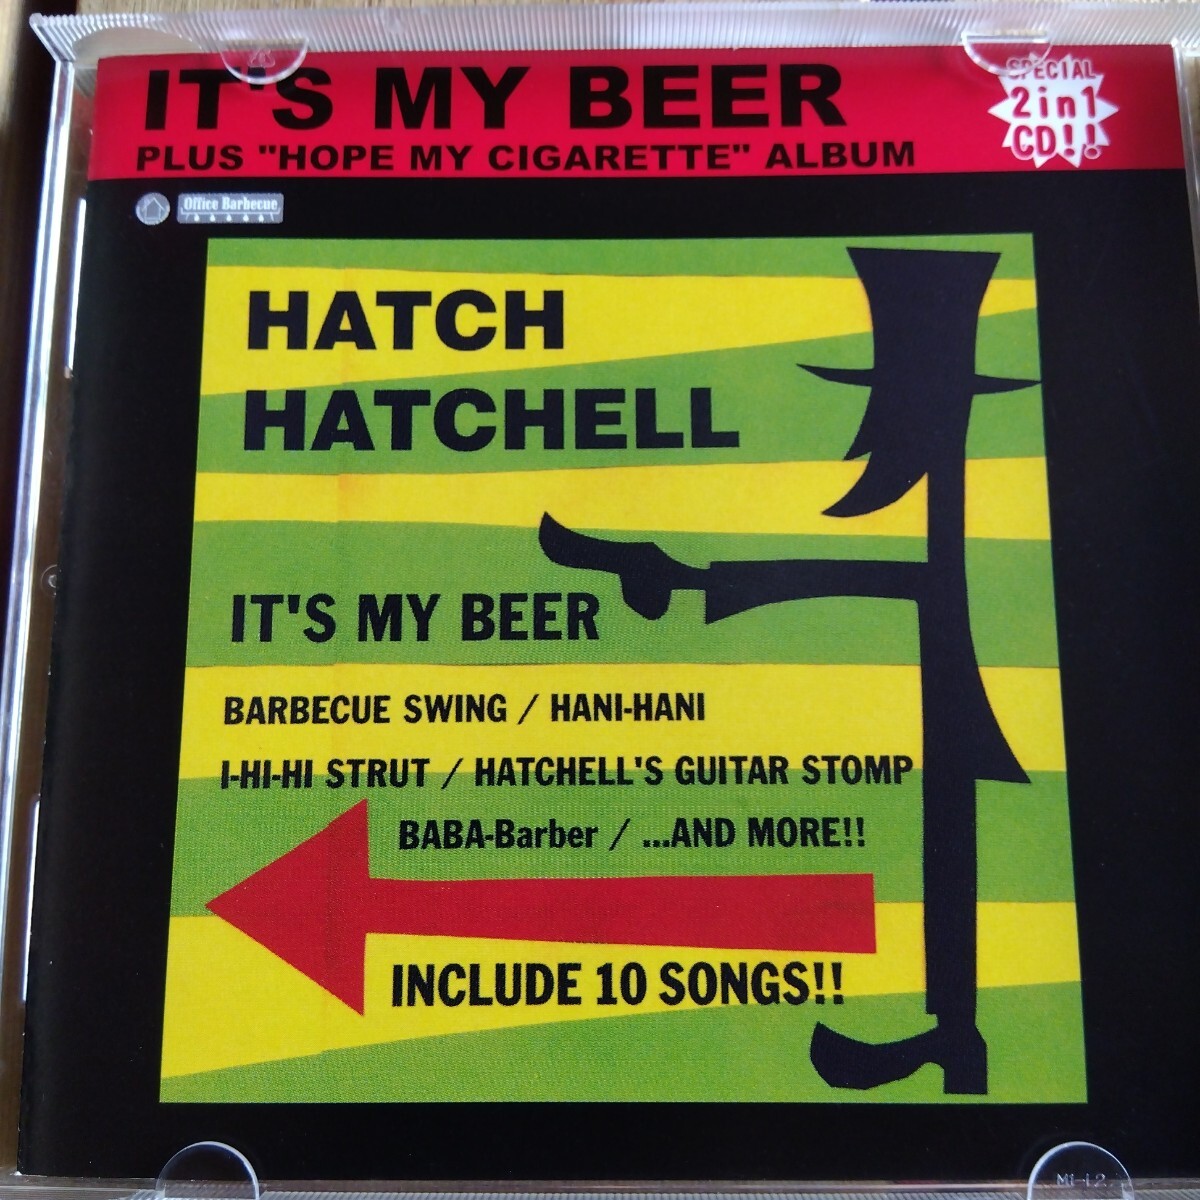 IT'S MY BEER
PLUS "HOPE MY CIGARETTE" ALBUM
SPECIAL
2in1
CD!!
Office Barbecue
HATCH
HATCHELL
IT'S MY BEER
BARBECUE SWING / HANI-HANI
I-HI-HI STRUT / HATCHELL'S GUITAR STOMP
BABA-Barber / ...AND MORE!!
INCLUDE 10 SONGS!!